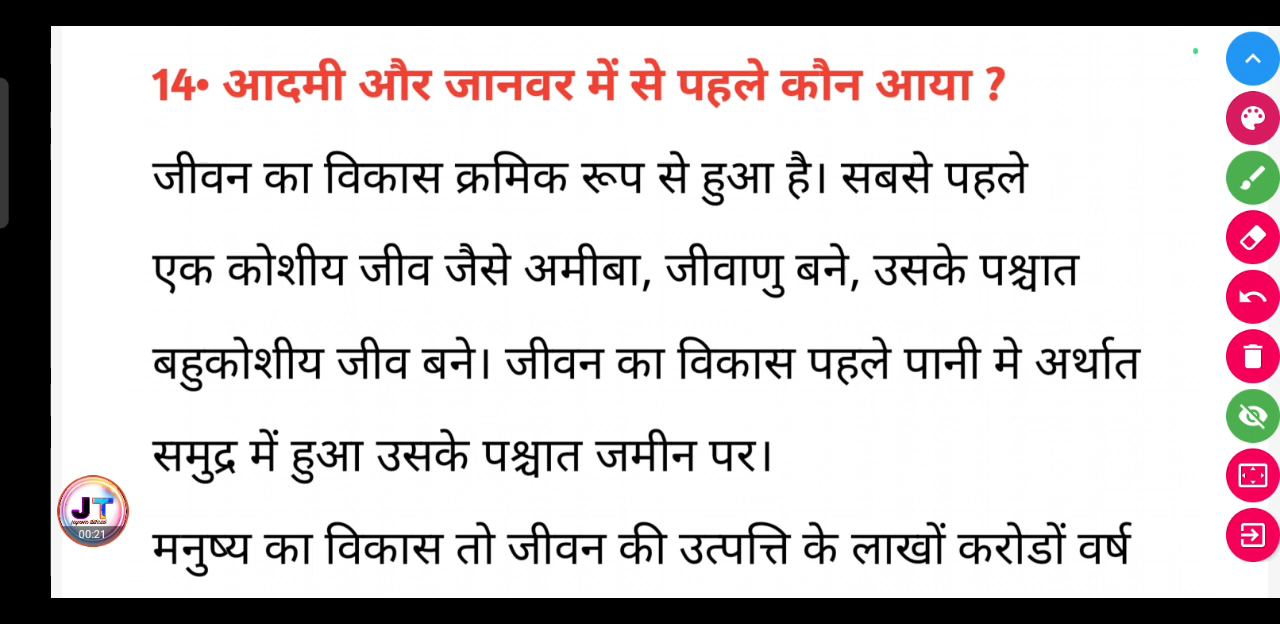 14• आदमी और जानवर में से पहले कौन आया ?
जीवन का विकास क्रमिक रूप से हुआ है। सबसे पहले
एक कोशीय जीव जैसे अमीबा, जीवाणु बने, उसके पश्चात
बहुकोशीय जीव बने। जीवन का विकास पहले पानी मे अर्थात
समुद्र में हुआ उसके पश्चात जमीन पर।
JT
00:21
मनुष्य का विकास तो जीवन की उत्पत्ति के लाखों करोडों वर्ष